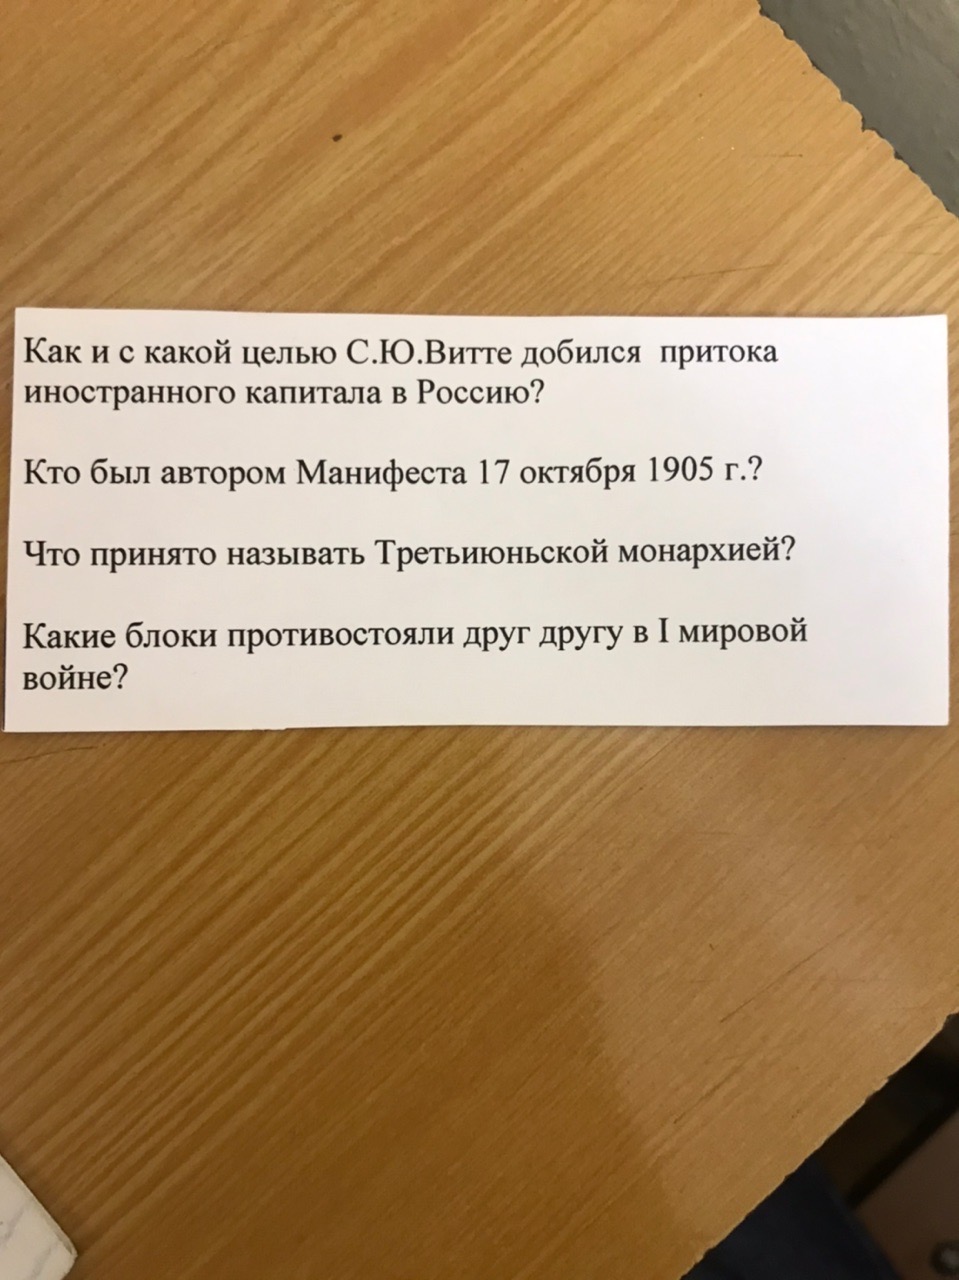 Как и с какой целью С.Ю.Витте добился притока
иностранного капитала в Россию?
Кто был автором Манифеста 17 октября 1905 г.?
Что принято называть Третьиюньской монархией?
Какие блоки противостояли друг другу в I мировой
войне?